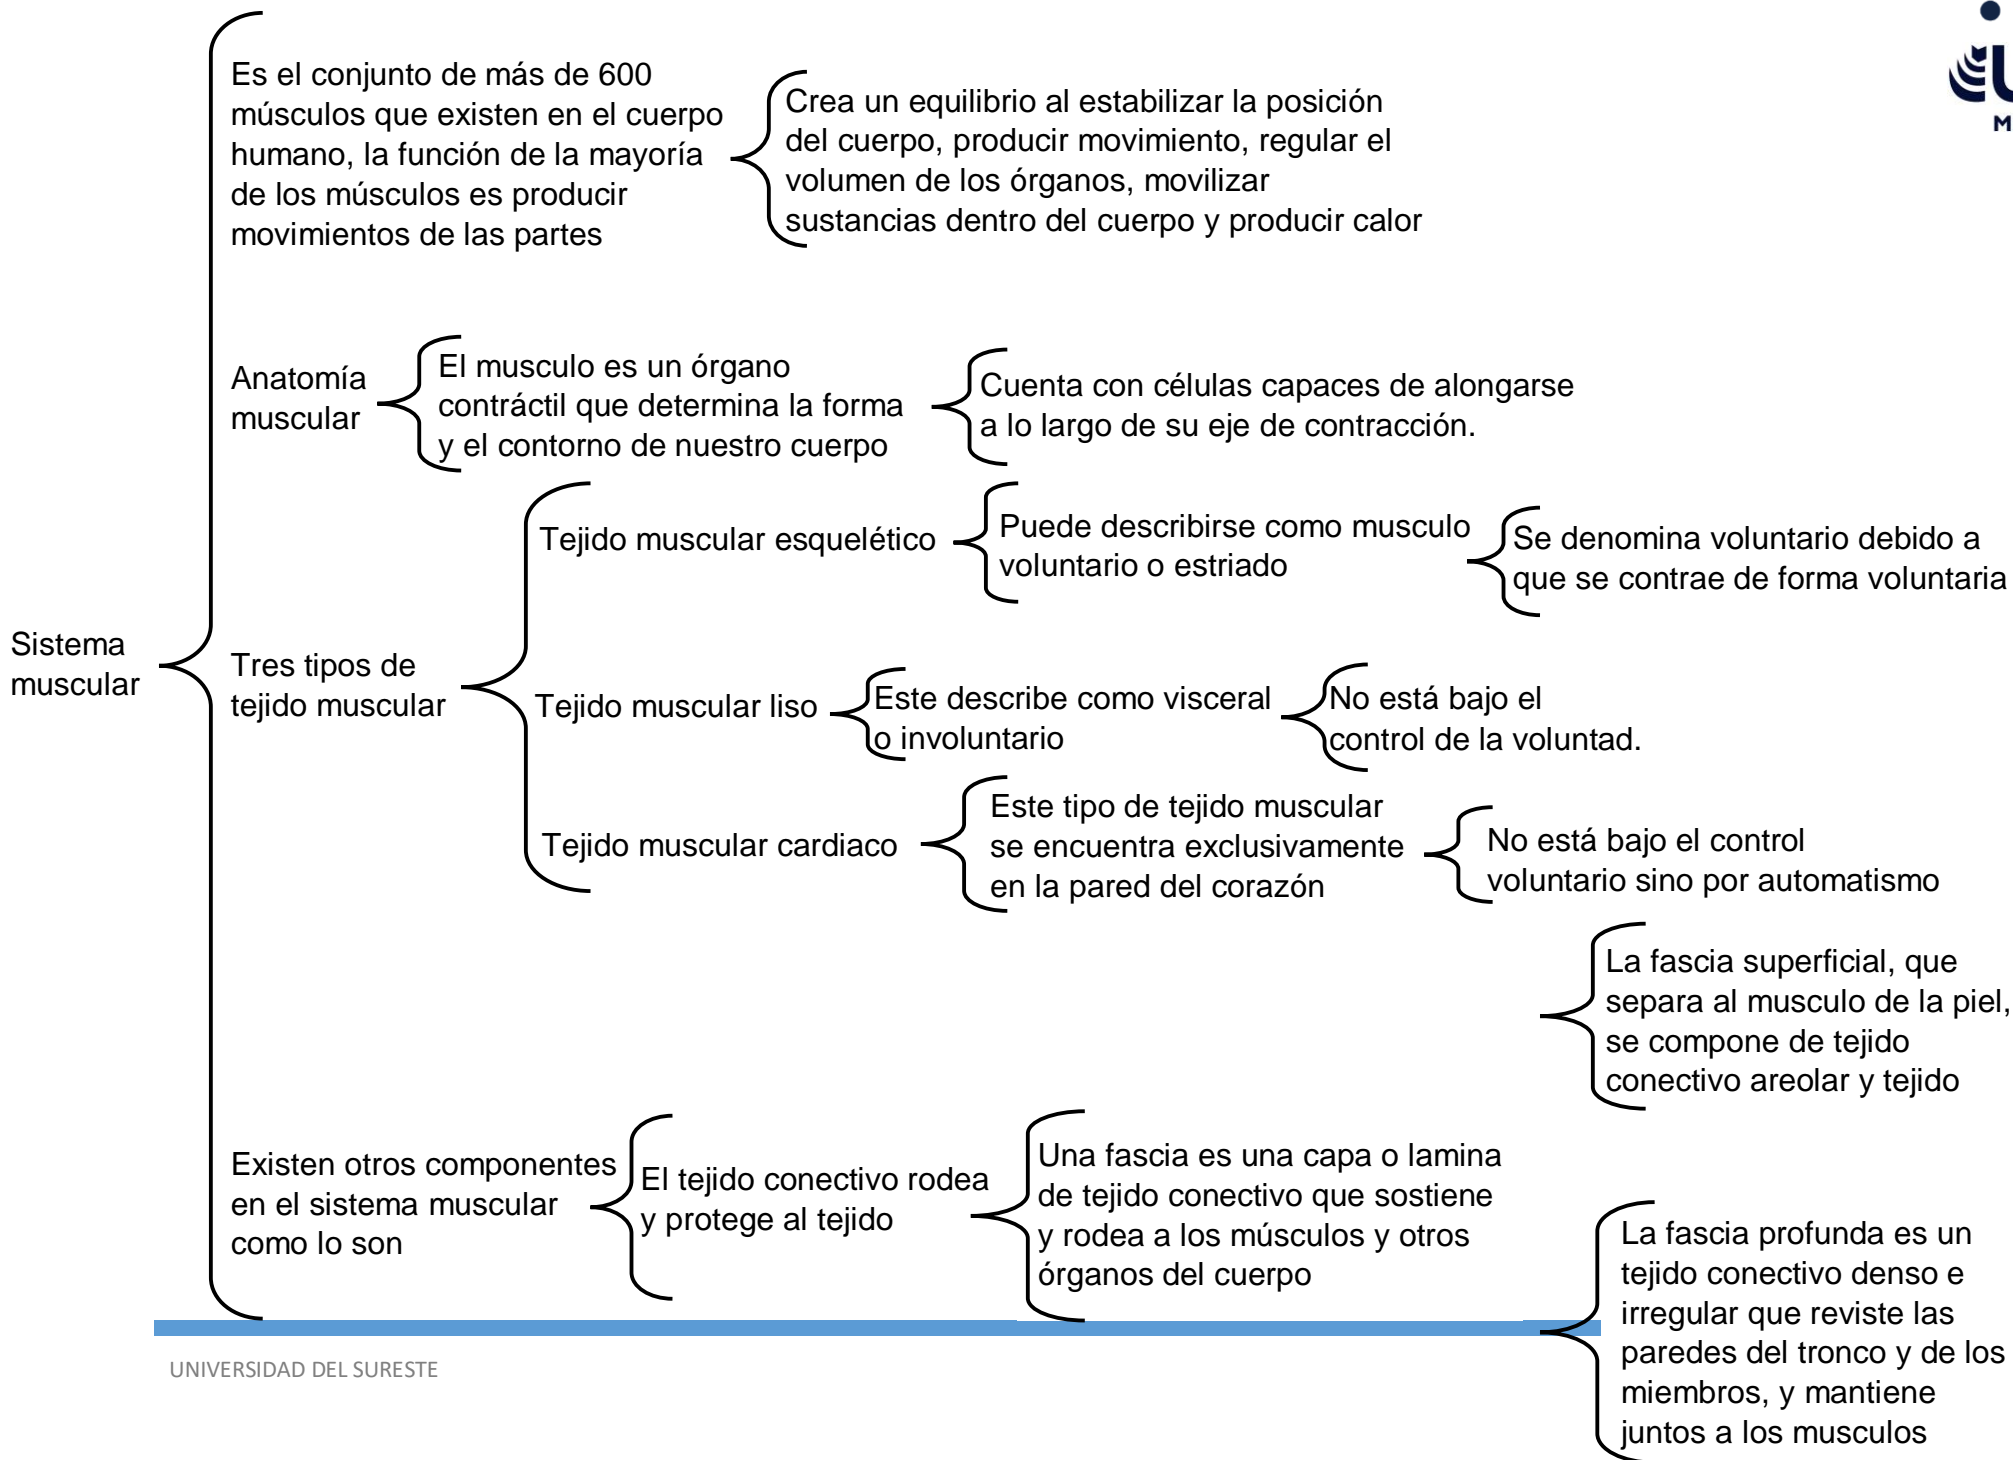 Es el conjunto de más de 600
músculos que existen en el cuerpo
humano, la función de la mayoría
de los músculos es producir
movimientos de las partes
Crea un equilibrio al estabilizar la posición
del cuerpo, producir movimiento, regular el
volumen de los órganos, movilizar
sustancias dentro del cuerpo y producir calor
Anatomía
muscular
El musculo es un órgano
contráctil que determina la forma
y el contorno de nuestro cuerpo
Cuenta con células capaces de alongarse
a lo largo de su eje de contracción.
Sistema
muscular
Tres tipos de
tejido muscular
Tejido muscular esquelético
Puede describirse como musculo
voluntario o estriado
Se denomina voluntario debido a
que se contrae de forma voluntaria
Tejido muscular liso
Este describe como visceral
o involuntario
No está bajo el
control de la voluntad.
Tejido muscular cardiaco
Este tipo de tejido muscular
se encuentra exclusivamente
en la pared del corazón
No está bajo el control
voluntario sino por automatismo
Existen otros componentes
en el sistema muscular
como lo son
El tejido conectivo rodea
y protege al tejido
Una fascia es una capa o lamina
de tejido conectivo que sostiene
y rodea a los músculos y otros
órganos del cuerpo
La fascia superficial, que
separa al musculo de la piel,
se compone de tejido
conectivo areolar y tejido
La fascia profunda es un
tejido conectivo denso e
irregular que reviste las
paredes del tronco y de los
miembros, y mantiene
juntos a los musculos
UNIVERSIDAD DEL SURESTE